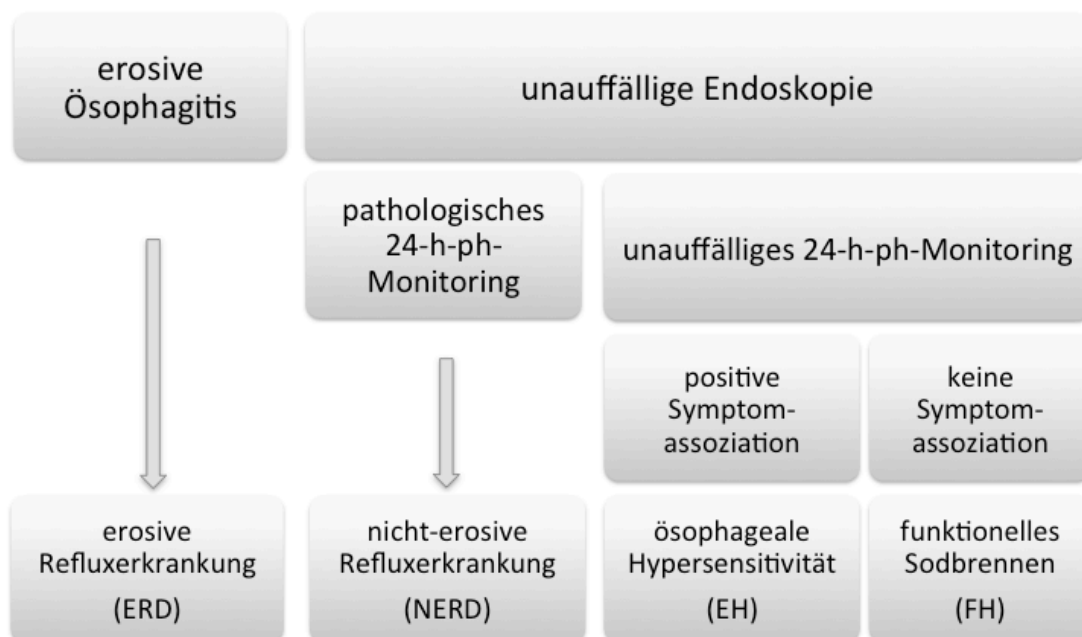 erosive
Ösophagitis
unauffällige Endoskopie
pathologisches
24-h-ph-
Monitoring
unauffälliges 24-h-ph-Monitoring
positive
Symptom-
assoziation
keine
Symptom-
assoziation
erosive
Refluxerkrankung
(ERD)
nicht-erosive
Refluxerkrankung
(NERD)
ösophageale
Hypersensitivität
(EH)
funktionelles
Sodbrennen
(FH)